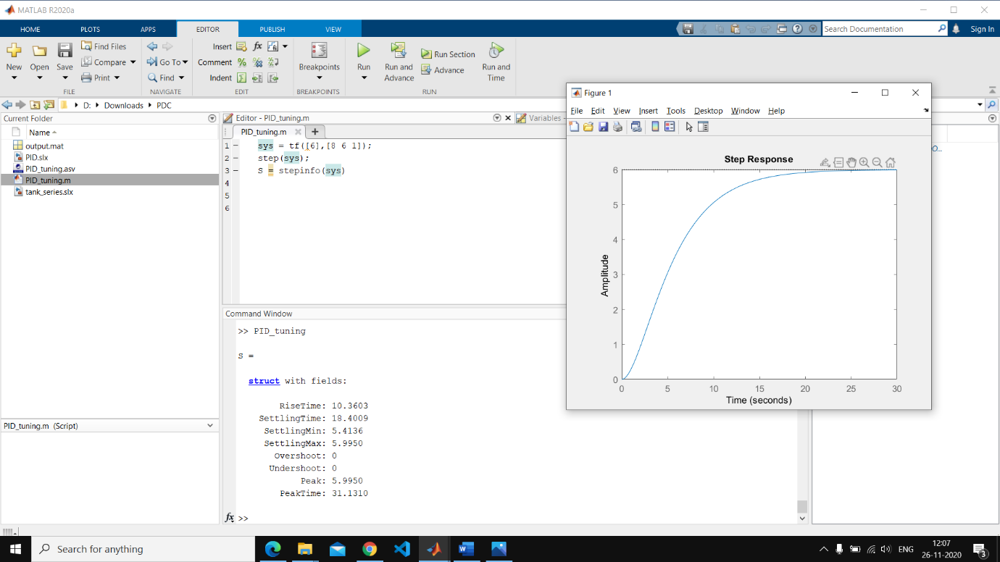 MATLAB R2020a
HOME PLOTS APPS EDITOR PUBLISH VIEW Search Documentation Sign In
New Open Save Find Files Compare Print
FILE
Go To Find
NAVIGATE
Insert fx
Comment %
Indent
EDIT
Breakpoints
BREAKPOINTS
Run Run and Advance Run Section Advance Run and Time
RUN
D: Downloads PDC
Current Folder
Name
output.mat
PID.slx
PID_tuning.asv
PID_tuning.m
tank_series.slx
PID_tuning.m (Script)
Editor - PID_tuning.m
Variables -
PID_tuning.m +
1 - sys = tf([6],[8 6 1]);
2 - step(sys);
3 - S = stepinfo(sys)
4
5
6
Command Window
>> PID_tuning
S =
struct with fields:
RiseTime: 10.3603
SettlingTime: 18.4009
SettlingMin: 5.4136
SettlingMax: 5.9950
Overshoot: 0
Undershoot: 0
Peak: 5.9950
PeakTime: 31.1310
fx >>
Figure 1
File Edit View Insert Tools Desktop Window Help
Step Response
Amplitude
6
5
4
3
2
1
0
0 5 10 15 20 25 30
Time (seconds)
O...
Search for anything
ENG
12:07
26-11-2020
3